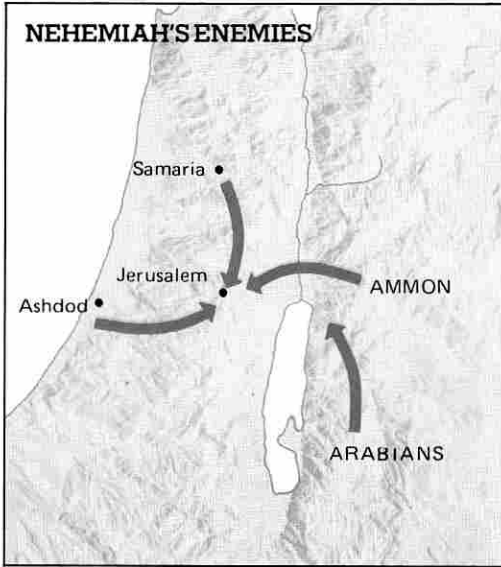 NEHEMIAH'S ENEMIES
Samaria
Jerusalem
AMMON
Ashdod
ARABIANS